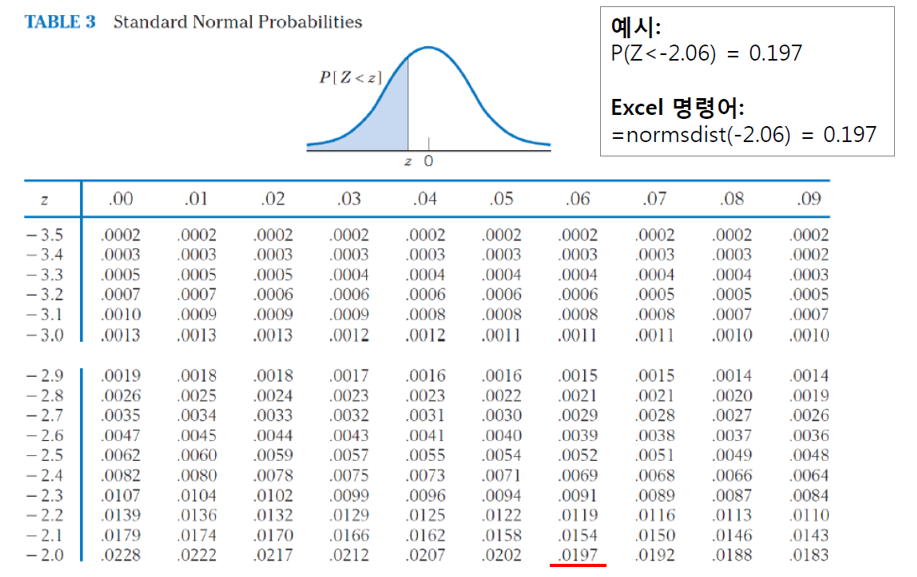 TABLE 3 Standard Normal Probabilities
예시:
P(Z<-2.06) = 0.197
Excel 명령어:
=normsdist(-2.06) = 0.197
P[Z<z]
z 0
z .00 .01 .02 .03 .04 .05 .06 .07 .08 .09
−3.5 .0002 .0002 .0002 .0002 .0002 .0002 .0002 .0002 .0002 .0002
−3.4 .0003 .0003 .0003 .0003 .0003 .0003 .0003 .0003 .0003 .0002
−3.3 .0005 .0005 .0005 .0004 .0004 .0004 .0004 .0004 .0004 .0003
−3.2 .0007 .0007 .0006 .0006 .0006 .0006 .0006 .0005 .0005 .0005
−3.1 .0010 .0009 .0009 .0009 .0008 .0008 .0008 .0008 .0007 .0007
−3.0 .0013 .0013 .0013 .0012 .0012 .0011 .0011 .0011 .0010 .0010
−2.9 .0019 .0018 .0018 .0017 .0016 .0016 .0015 .0015 .0014 .0014
−2.8 .0026 .0025 .0024 .0023 .0023 .0022 .0021 .0021 .0020 .0019
−2.7 .0035 .0034 .0033 .0032 .0031 .0030 .0029 .0028 .0027 .0026
−2.6 .0047 .0045 .0044 .0043 .0041 .0040 .0039 .0038 .0037 .0036
−2.5 .0062 .0060 .0059 .0057 .0055 .0054 .0052 .0051 .0049 .0048
−2.4 .0082 .0080 .0078 .0075 .0073 .0071 .0069 .0068 .0066 .0064
−2.3 .0107 .0104 .0102 .0099 .0096 .0094 .0091 .0089 .0087 .0084
−2.2 .0139 .0136 .0132 .0129 .0125 .0122 .0119 .0116 .0113 .0110
−2.1 .0179 .0174 .0170 .0166 .0162 .0158 .0154 .0150 .0146 .0143
−2.0 .0228 .0222 .0217 .0212 .0207 .0202 .0197 .0192 .0188 .0183